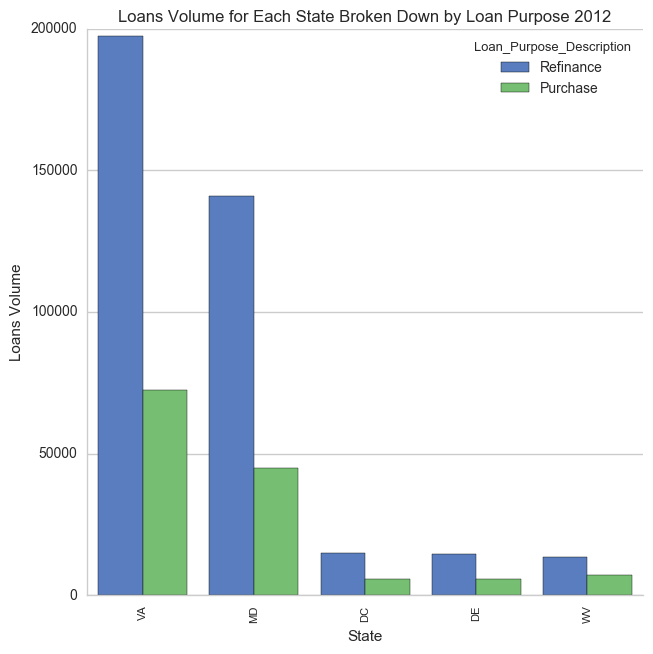 Loans Volume for Each State Broken Down by Loan Purpose 2012
200000
150000
100000
50000
0
Loans Volume
Loan_Purpose_Description
Refinance
Purchase
VA
MD
DC
DE
WV
State